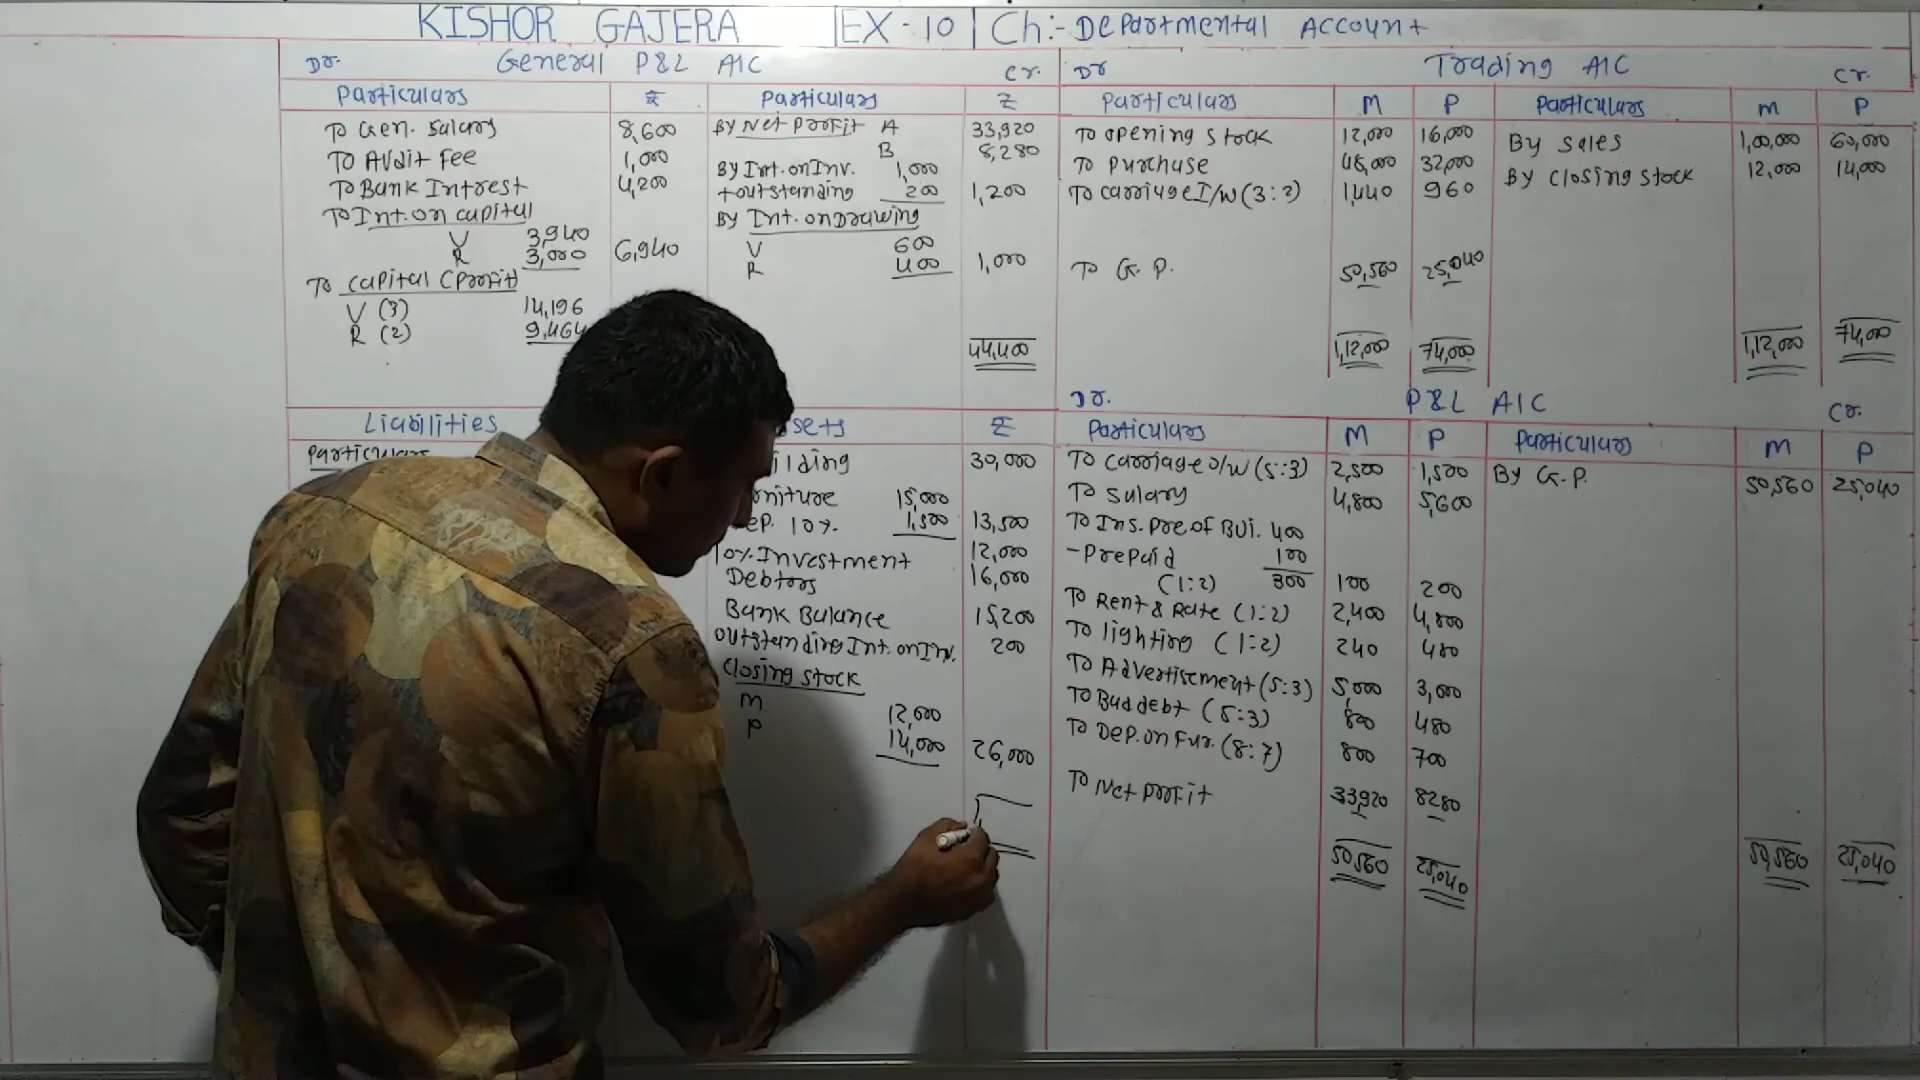 KISHOR GAJERA | EX - 10 | Ch:- Departmental Account
Dr. General P&L A/C Cr.
Particulars ₹ Particulars ₹
To Gen. Salary 8,600 By Net Profit A 33,920
B 8,280
To Audit Fee 1,000 By Int. on Inv. 1,000
To Bank Intrest 4,200 + outstanding 200 1,200
To Int. on capital By Int. on Drawing
V 3,940 V 600
R 3,000 6,940 R 400 1,000
To capital (Profit)
V (3) 14,196
R (2) 9,464
44,400
Dr Trading A/C Cr.
Particulars M P Particulars M P
To opening stock 12,000 16,000 By Sales 1,00,000 60,000
To Purchase 48,000 32,000 By closing stock 12,000 14,000
To carriage I/W (3:2) 1,440 960
To G.P. 50,560 25,040
1,12,000 74,000 1,12,000 74,000
Liabilities sets ₹
Particulars
ilding 30,000
rniture 15,000
ep. 10% 1,500 13,500
10% Investment 12,000
Debtors 16,000
Bank Balance 15,200
outstanding Int. on Inv. 200
Closing stock
M 12,000
P 14,000 26,000
Dr. P&L A/C Cr.
Particulars M P Particulars M P
To carriage o/w (5:3) 2,500 1,500 By G.P. 50,560 25,040
To salary 4,800 5,600
To Ins. pre. of BUi. 400
- Prepaid 100
(1:2) 300 100 200
To Rent & Rate (1:2) 2,400 4,800
To lighting (1:2) 240 480
To Advertisement (5:3) 5,000 3,000
To Bad debt (5:3) 800 480
To Dep. on Fur. (8:7) 800 700
To Net profit 33,920 8280
50,560 25,040 50,560 25,040